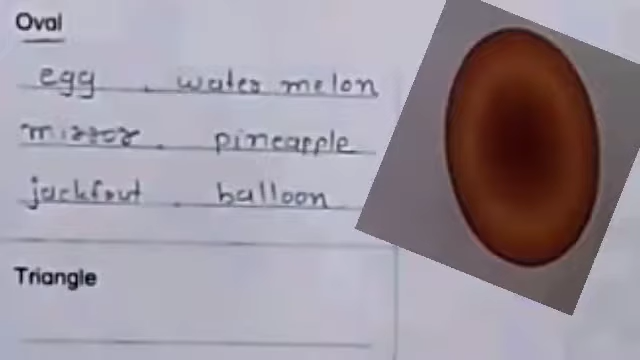 Oval
egg , water melon
mirror , pineapple
jackfrut , balloon
Triangle